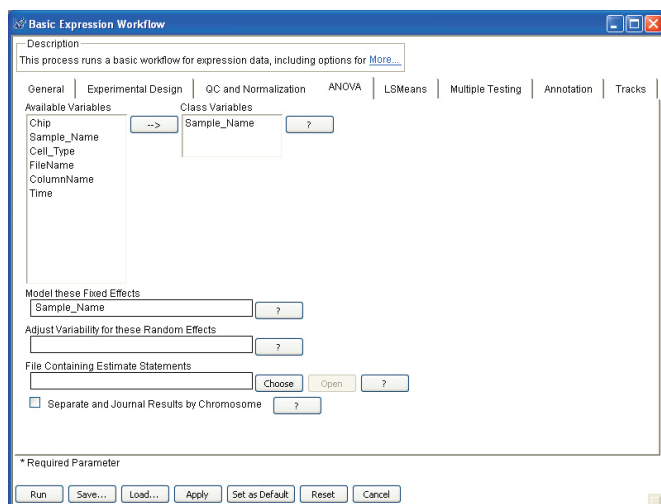 Basic Expression Workflow
Description
This process runs a basic workflow for expression data, including options for More...
General Experimental Design QC and Normalization ANOVA LSMeans Multiple Testing Annotation Tracks
Available Variables Class Variables
Chip --> Sample_Name ?
Sample_Name
Cell_Type
FileName
ColumnName
Time
Model these Fixed Effects
Sample_Name ?
Adjust Variability for these Random Effects
?
File Containing Estimate Statements
Choose Open ?
Separate and Journal Results by Chromosome ?
* Required Parameter
Run Save... Load... Apply Set as Default Reset Cancel